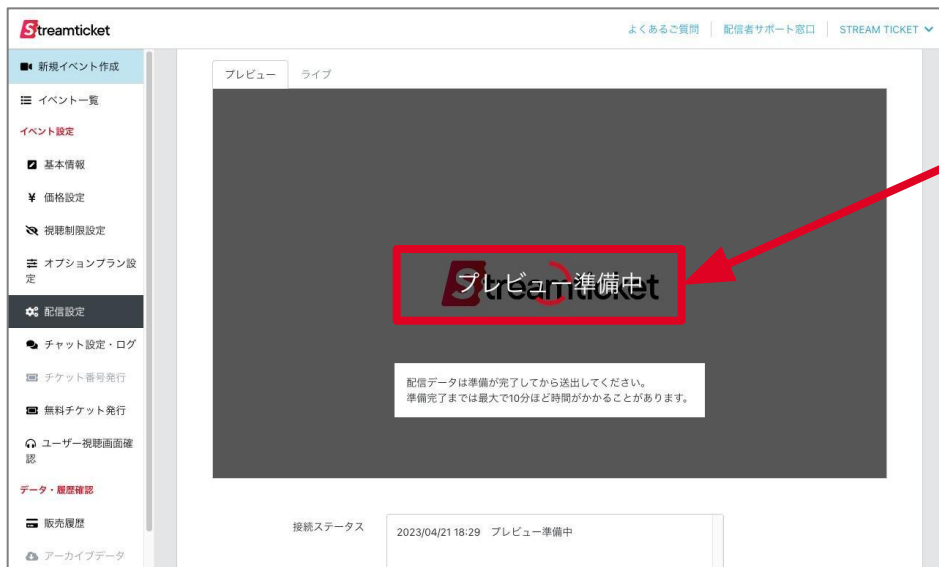 Streamticket
よくあるご質問
配信者サポート窓口
STREAM TICKET
新規イベント作成
イベント一覧
イベント設定
基本情報
価格設定
視聴制限設定
オプションプラン設
定
配信設定
チャット設定・ログ
チケット番号発行
無料チケット発行
ユーザー視聴画面確
認
データ・履歴確認
販売履歴
アーカイブデータ
プレビュー
ライブ
Streamticket
プレビュー準備中
配信データは準備が完了してから送出してください。
準備完了までは最大で10分ほど時間がかかることがあります。
接続ステータス
2023/04/21 18:29 プレビュー準備中